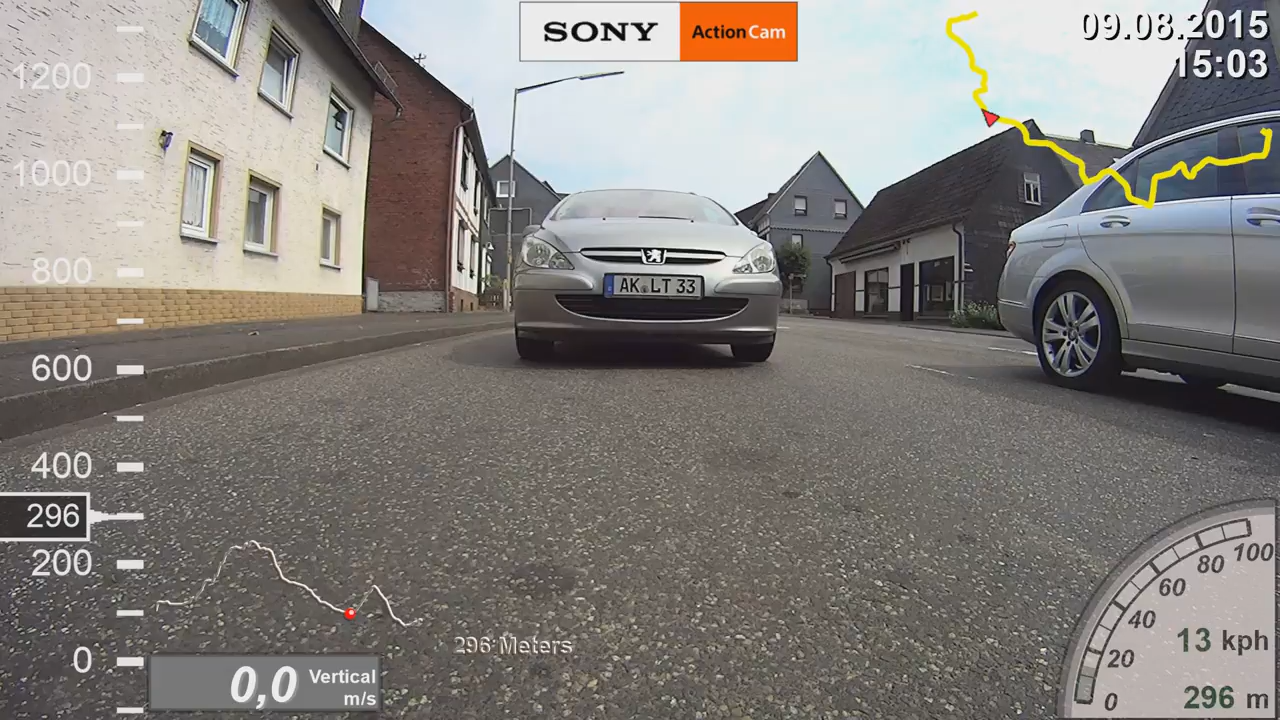 SONY ActionCam
09.08.2015
15:03
1200
1000
800
600
400
296
200
0
AK LT 33
296 Meters
0,0 Vertical
m/s
100
80
60
40
20
0
13 kph
296 m